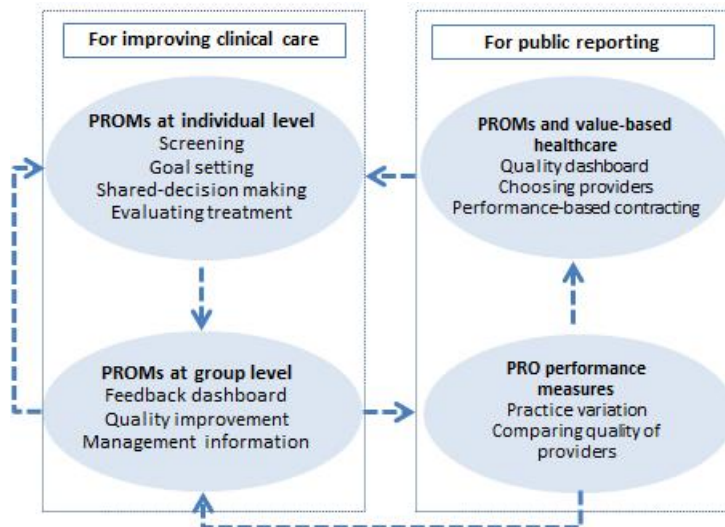 For improving clinical care
PROMs at individual level
Screening
Goal setting
Shared-decision making
Evaluating treatment
PROMs at group level
Feedback dashboard
Quality improvement
Management information
For public reporting
PROMs and value-based
healthcare
Quality dashboard
Choosing providers
Performance-based contracting
PRO performance
measures
Practice variation
Comparing quality of
providers